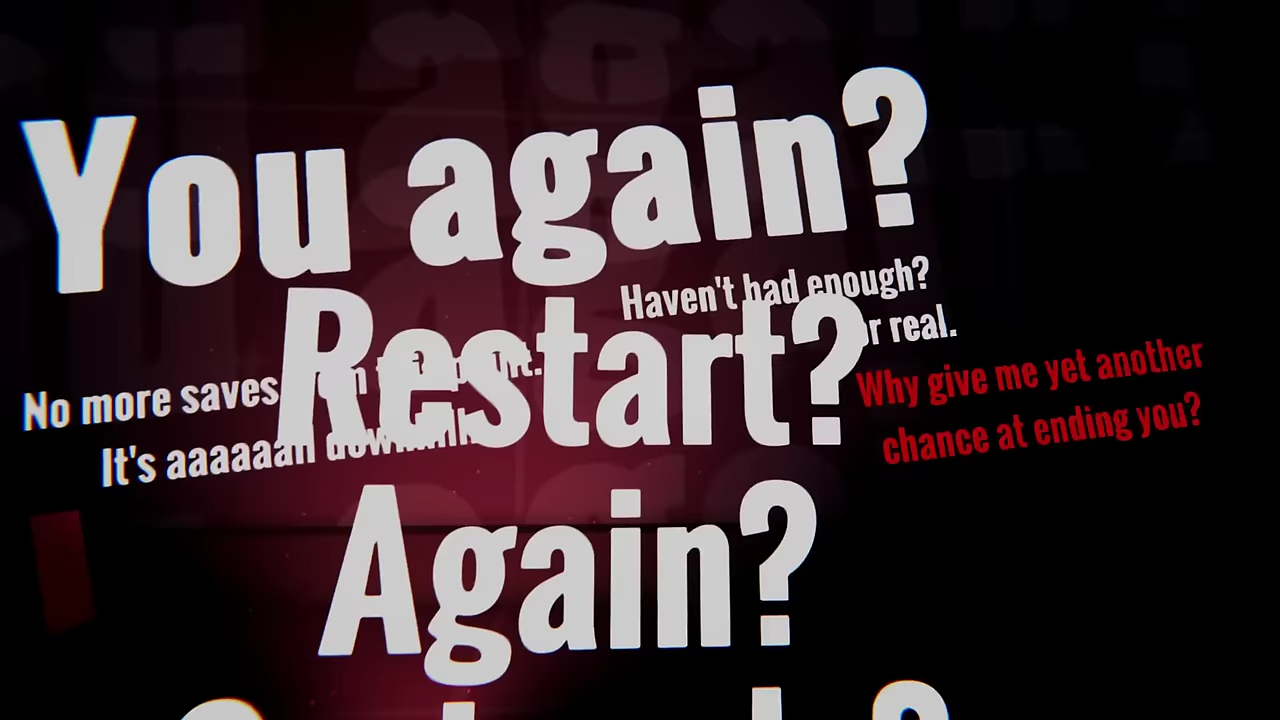 You again?
Haven't had enough?
Restart?
real.
No more saves
It's aaaaaall
Why give me yet another
chance at ending you?
Again?